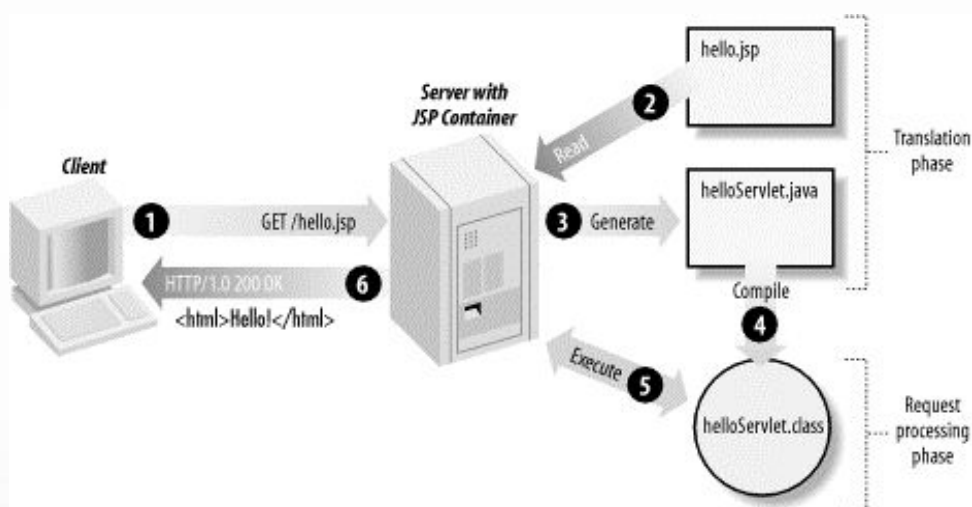 hello.jsp
2
Server with
JSP Container
Read
Translation
phase
Client
helloServlet.java
1
GET /hello.jsp
3
Generate
HTTP/1.0 200 OK
6
<html>Hello!</html>
Compile
4
Execute
5
helloServlet.class
Request
processing
phase